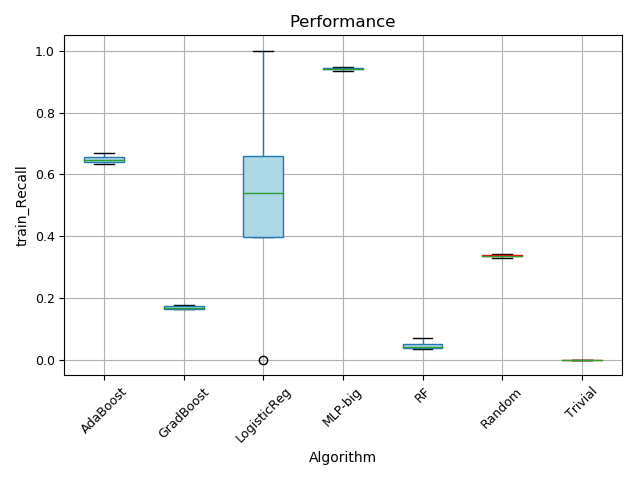 Performance
train_Recall
1.0
0.8
0.6
0.4
0.2
0.0
AdaBoost
GradBoost
LogisticReg
MLP-big
RF
Random
Trivial
Algorithm